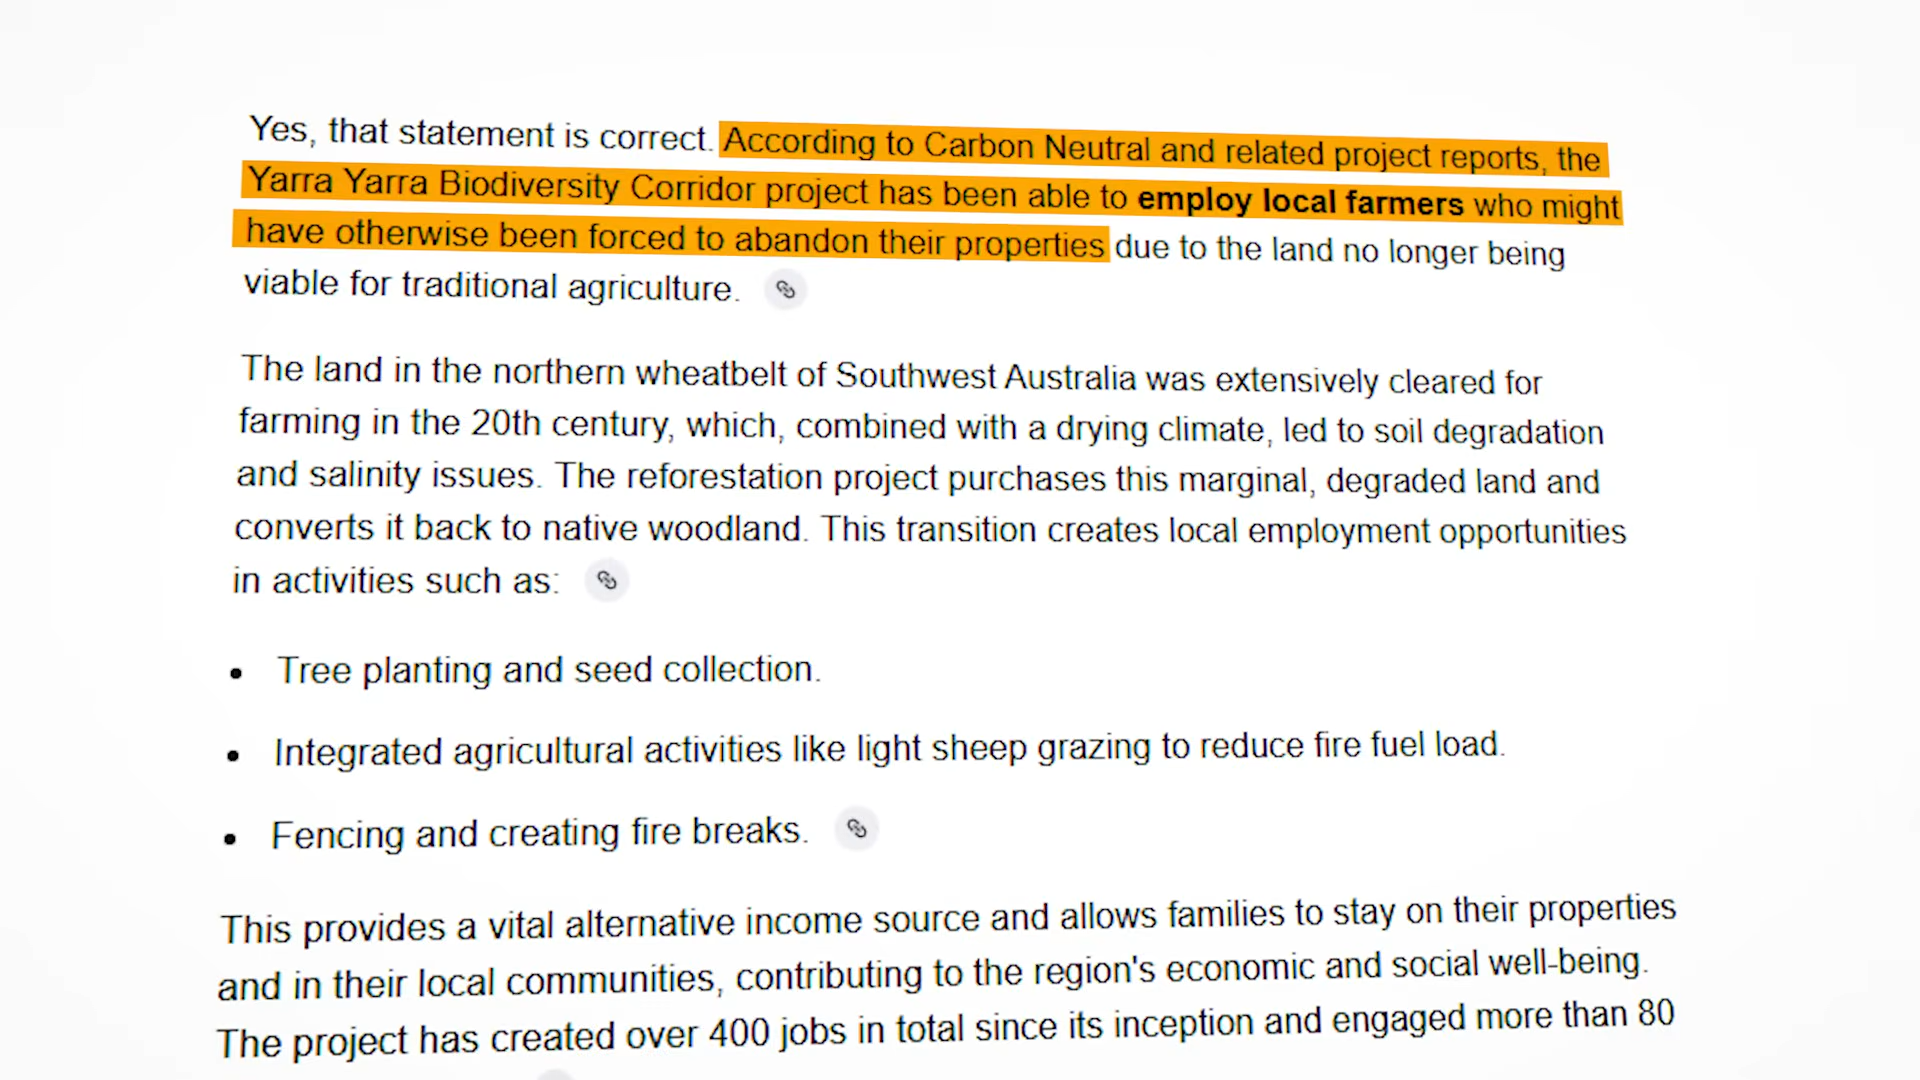 Yes, that statement is correct. According to Carbon Neutral and related project reports, the
Yarra Yarra Biodiversity Corridor project has been able to employ local farmers who might
have otherwise been forced to abandon their properties due to the land no longer being
viable for traditional agriculture.
The land in the northern wheatbelt of Southwest Australia was extensively cleared for
farming in the 20th century, which, combined with a drying climate, led to soil degradation
and salinity issues. The reforestation project purchases this marginal, degraded land and
converts it back to native woodland. This transition creates local employment opportunities
in activities such as:
• Tree planting and seed collection.
• Integrated agricultural activities like light sheep grazing to reduce fire fuel load.
• Fencing and creating fire breaks.
This provides a vital alternative income source and allows families to stay on their properties
and in their local communities, contributing to the region's economic and social well-being.
The project has created over 400 jobs in total since its inception and engaged more than 80